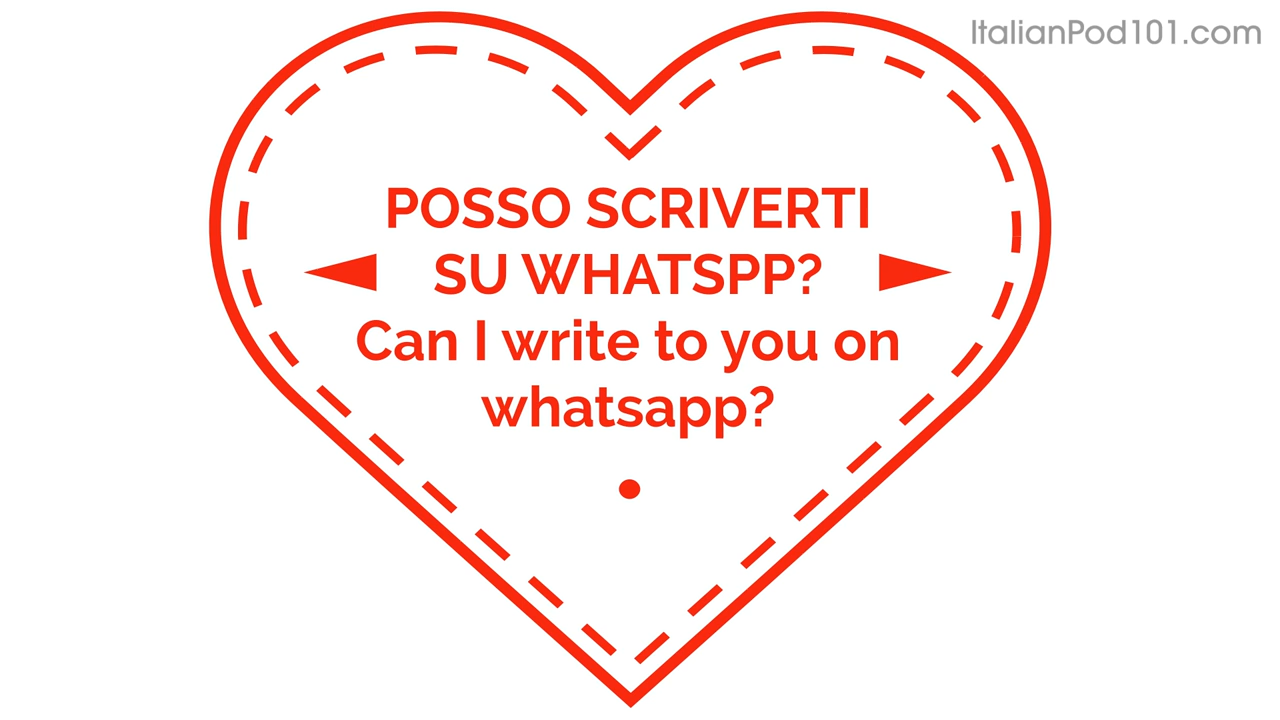 ItalianPod101.com
POSSO SCRIVERTI
SU WHATSPP?
Can I write to you on
whatsapp?